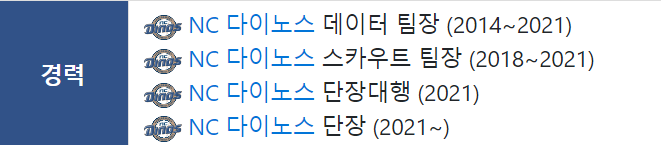 경력
NC 다이노스 데이터 팀장 (2014~2021)
NC 다이노스 스카우트 팀장 (2018~2021)
NC 다이노스 단장대행 (2021)
NC 다이노스 단장 (2021~)